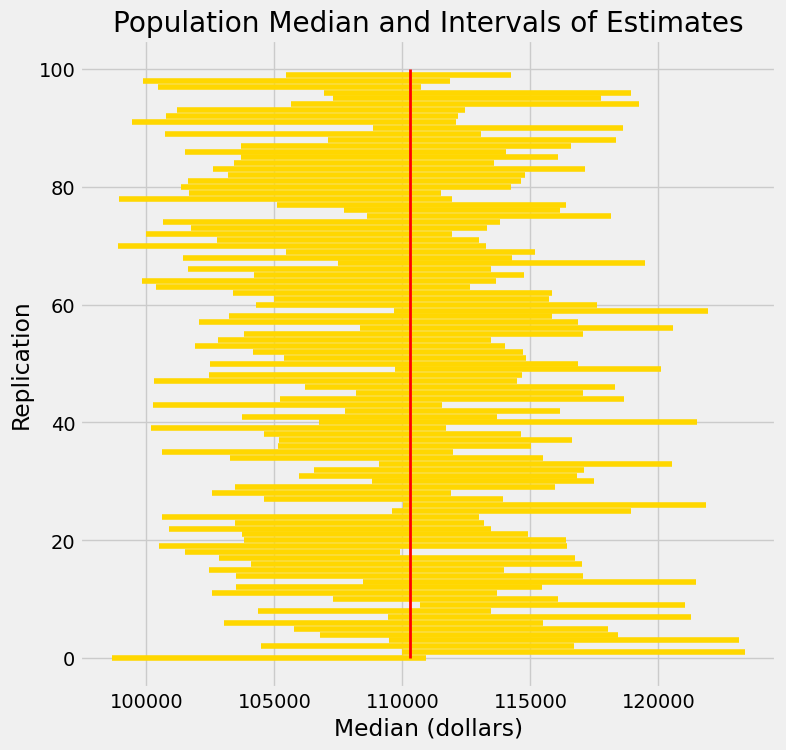 Population Median and Intervals of Estimates
100
80
60
40
20
0
Replication
100000 105000 110000 115000 120000
Median (dollars)